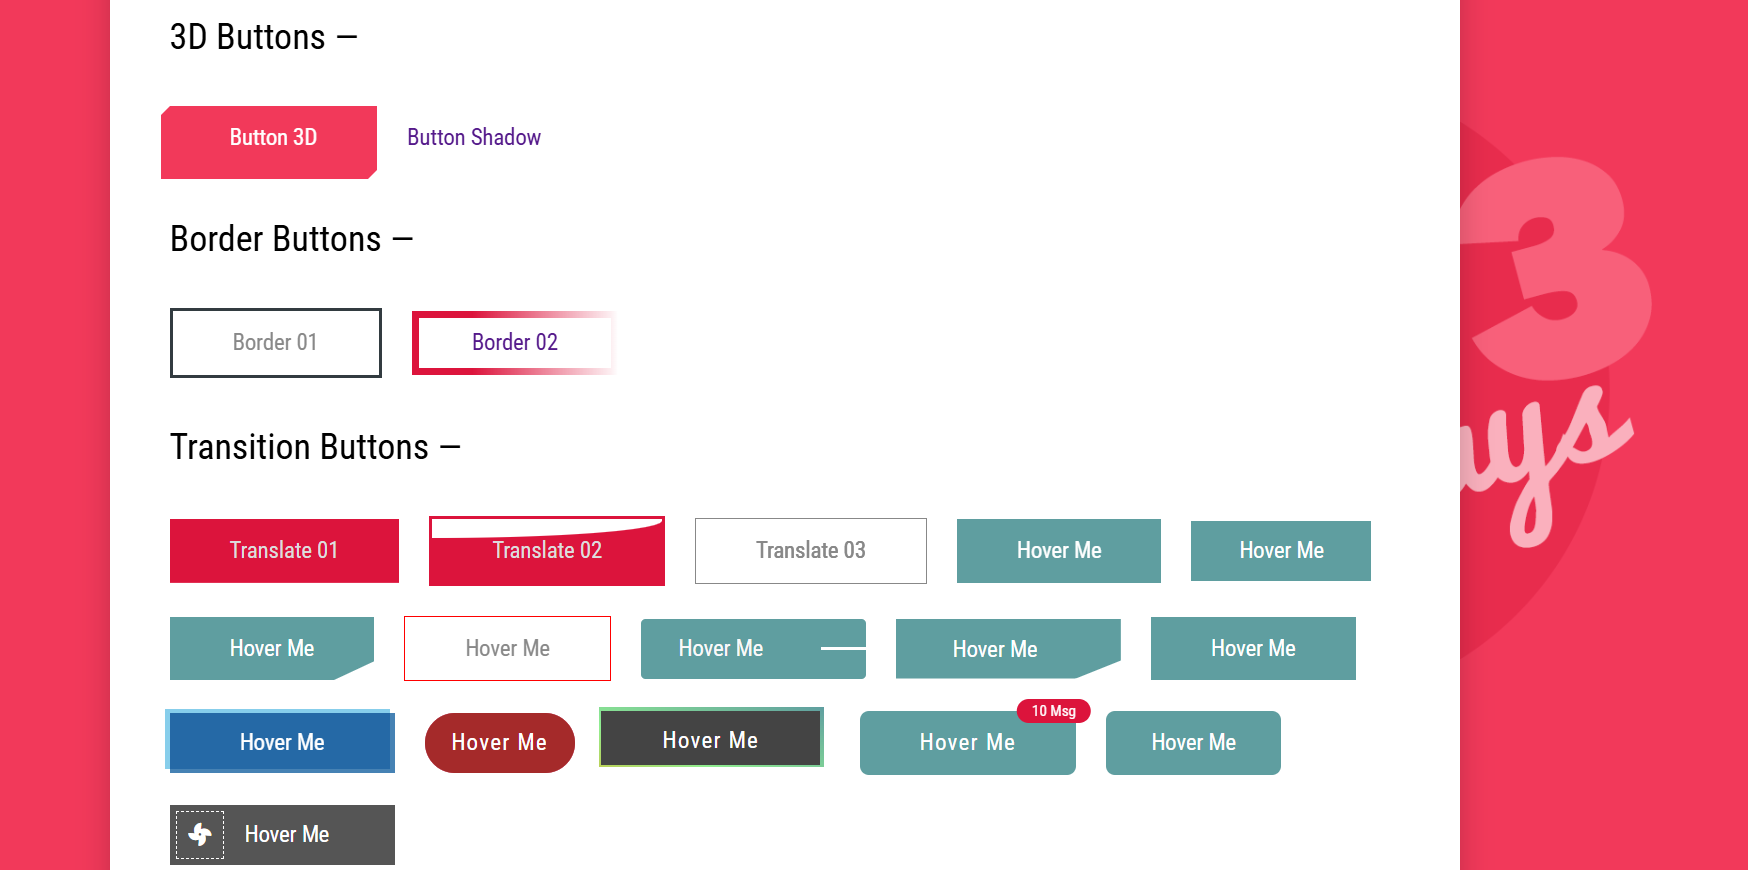 3D Buttons —
Button 3D Button Shadow
Border Buttons —
Border 01 Border 02
Transition Buttons —
Translate 01 Translate 02 Translate 03 Hover Me Hover Me
Hover Me Hover Me Hover Me Hover Me Hover Me
10 Msg
Hover Me Hover Me Hover Me Hover Me Hover Me
Hover Me
3